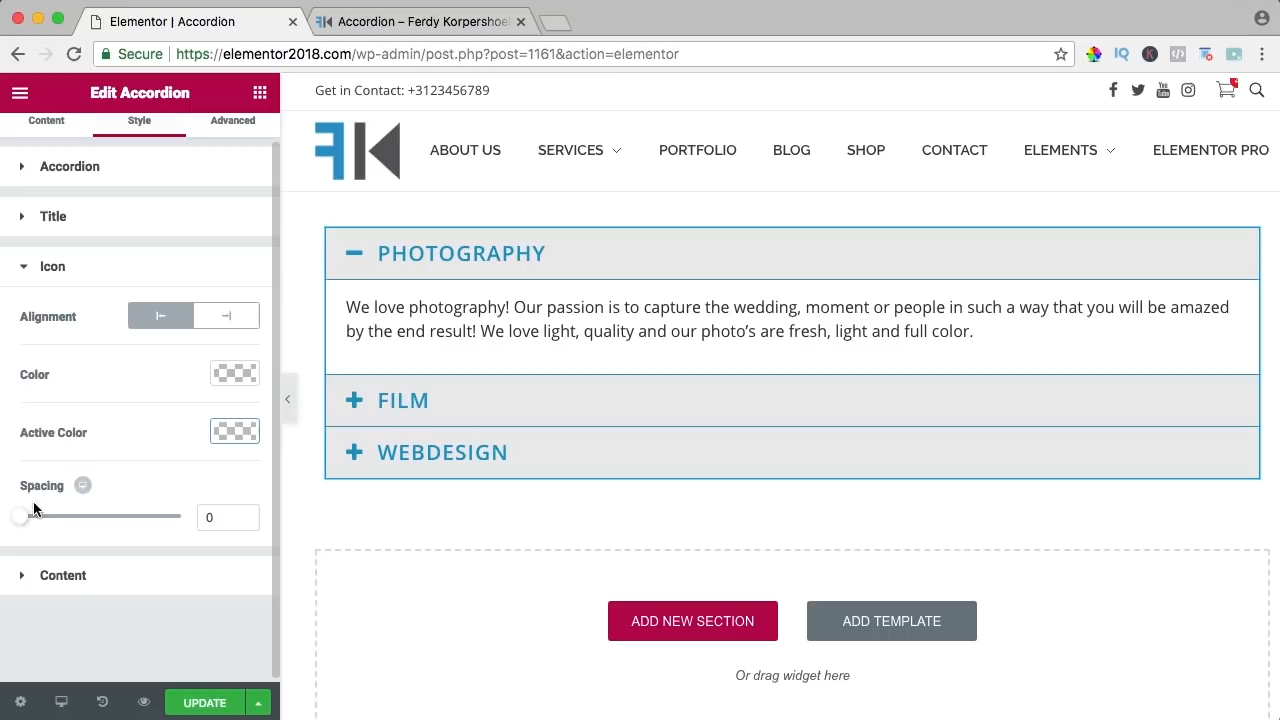 Elementor | Accordion
Accordion – Ferdy Korpershoe
Secure
https://elementor2018.com/wp-admin/post.php?post=1161&action=elementor
Edit Accordion
Content
Style
Advanced
Accordion
Title
Icon
Alignment
Color
Active Color
Spacing
0
Content
UPDATE
Get in Contact: +3123456789
FK
ABOUT US
SERVICES
PORTFOLIO
BLOG
SHOP
CONTACT
ELEMENTS
ELEMENTOR PRO
PHOTOGRAPHY
We love photography! Our passion is to capture the wedding, moment or people in such a way that you will be amazed
by the end result! We love light, quality and our photo’s are fresh, light and full color.
FILM
WEBDESIGN
ADD NEW SECTION
ADD TEMPLATE
Or drag widget here